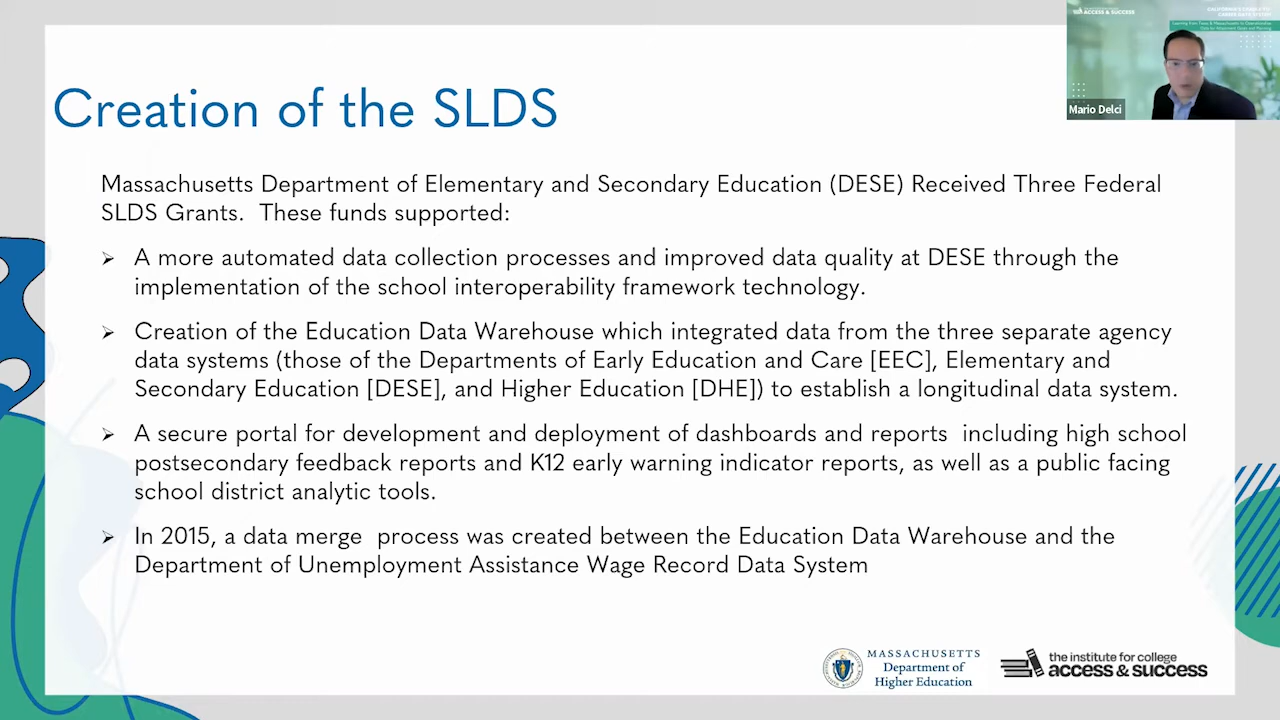 ACCESS & SUCCESS
Mario Delci
Creation of the SLDS
Massachusetts Department of Elementary and Secondary Education (DESE) Received Three Federal
SLDS Grants.  These funds supported:
➢ A more automated data collection processes and improved data quality at DESE through the
implementation of the school interoperability framework technology.
➢ Creation of the Education Data Warehouse which integrated data from the three separate agency
data systems (those of the Departments of Early Education and Care [EEC], Elementary and
Secondary Education [DESE], and Higher Education [DHE]) to establish a longitudinal data system.
➢ A secure portal for development and deployment of dashboards and reports  including high school
postsecondary feedback reports and K12 early warning indicator reports, as well as a public facing
school district analytic tools.
➢ In 2015, a data merge  process was created between the Education Data Warehouse and the
Department of Unemployment Assistance Wage Record Data System
MASSACHUSETTS
Department of
Higher Education
the institute for college
access & success